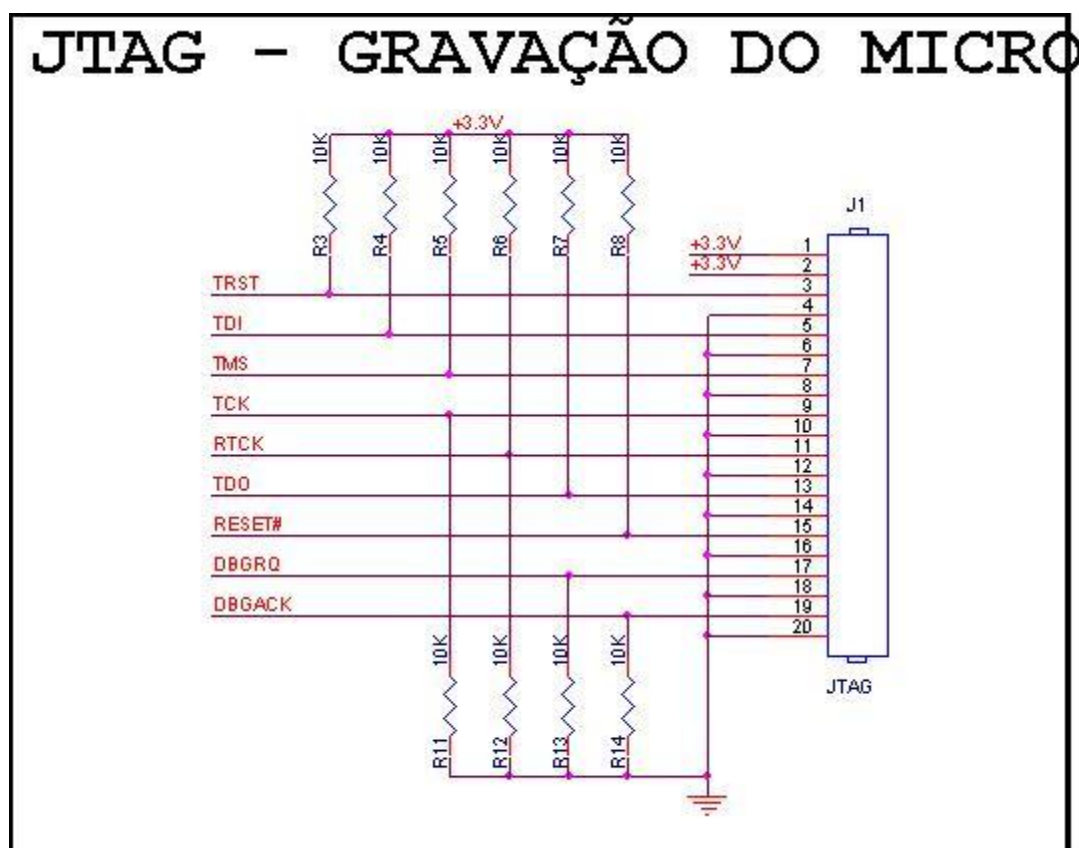 JTAG - GRAVAÇÃO DO MICRO
+3.3V
10K 10K 10K 10K 10K 10K
R3 R4 R5 R6 R7 R8
J1
+3.3V 1
+3.3V 2
TRST 3
4
TDI 5
6
TMS 7
8
TCK 9
10
RTCK 11
12
TDO 13
14
RESET# 15
16
DBGRQ 17
18
DBGACK 19
20
10K 10K 10K 10K
JTAG
R11 R12 R13 R14